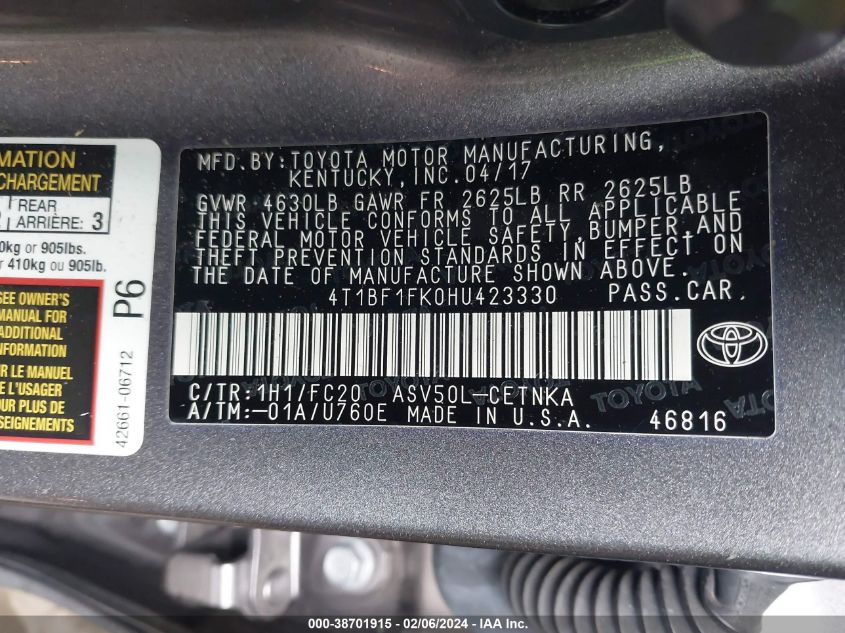 MATION
CHARGEMENT
REAR
ARRIÈRE: 3
0kg or 905lbs.
r 410kg ou 905lb.
SEE OWNER'S
MANUAL FOR
ADDITIONAL
INFORMATION
R LE MANUEL
E L'USAGER
OUR PLUS DE
SEIGNEMENTS
P6
42661-06712
MFD. BY: TOYOTA MOTOR MANUFACTURING,
KENTUCKY, INC. 04/17
GVWR 4630LB GAWR FR 2625LB RR 2625LB
THIS VEHICLE CONFORMS TO ALL APPLICABLE
FEDERAL MOTOR VEHICLE SAFETY, BUMPER, AND
THEFT PREVENTION STANDARDS IN EFFECT ON
THE DATE OF MANUFACTURE SHOWN ABOVE.
4T1BF1FK0HU423330 PASS. CAR.
C/TR: 1H1/FC20 ASV50L-CETNKA
A/TM: -01A/U760E MADE IN U.S.A. 46816
000-38701915 - 02/06/2024 - IAA Inc.